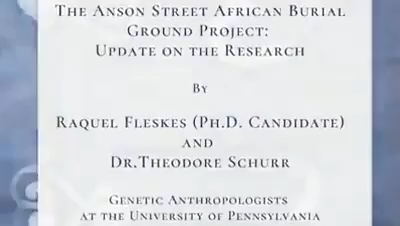 The Anson Street African Burial
Ground Project:
Update on the Research
By
Raquel Fleskes (Ph.D. Candidate)
and
Dr.Theodore Schurr
Genetic Anthropologists
at the University of Pennsylvania